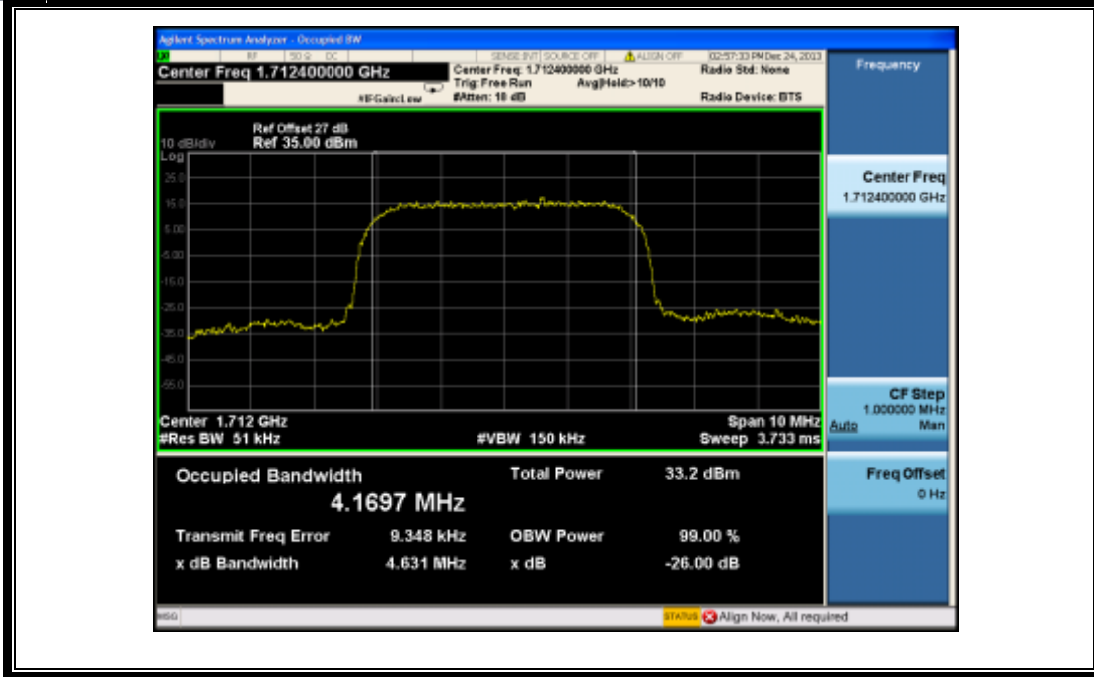 Agilent Spectrum Analyzer - Occupied BW
RF 50 Ω DC SENSE:INT SOURCE OFF ALIGN OFF 02:57:33 PM Dec 24, 2013
Center Freq 1.712400000 GHz
Center Freq: 1.712400000 GHz
Radio Std: None
Trig: Free Run Avg|Hold:>10/10
#IFGain:Low
#Atten: 10 dB
Radio Device: BTS
Ref Offset 27 dB
10 dB/div Ref 35.00 dBm
Log
25.0
15.0
5.00
-5.00
-15.0
-25.0
-35.0
-45.0
-55.0
Center 1.712 GHz
Span 10 MHz
#Res BW 51 kHz
#VBW 150 kHz
Sweep 3.733 ms
Occupied Bandwidth
4.1697 MHz
Total Power 33.2 dBm
Transmit Freq Error 9.348 kHz
OBW Power 99.00 %
x dB Bandwidth 4.631 MHz
x dB -26.00 dB
MSG
STATUS Align Now, All required
Frequency
Center Freq
1.712400000 GHz
CF Step
1.000000 MHz
Auto Man
Freq Offset
0 Hz